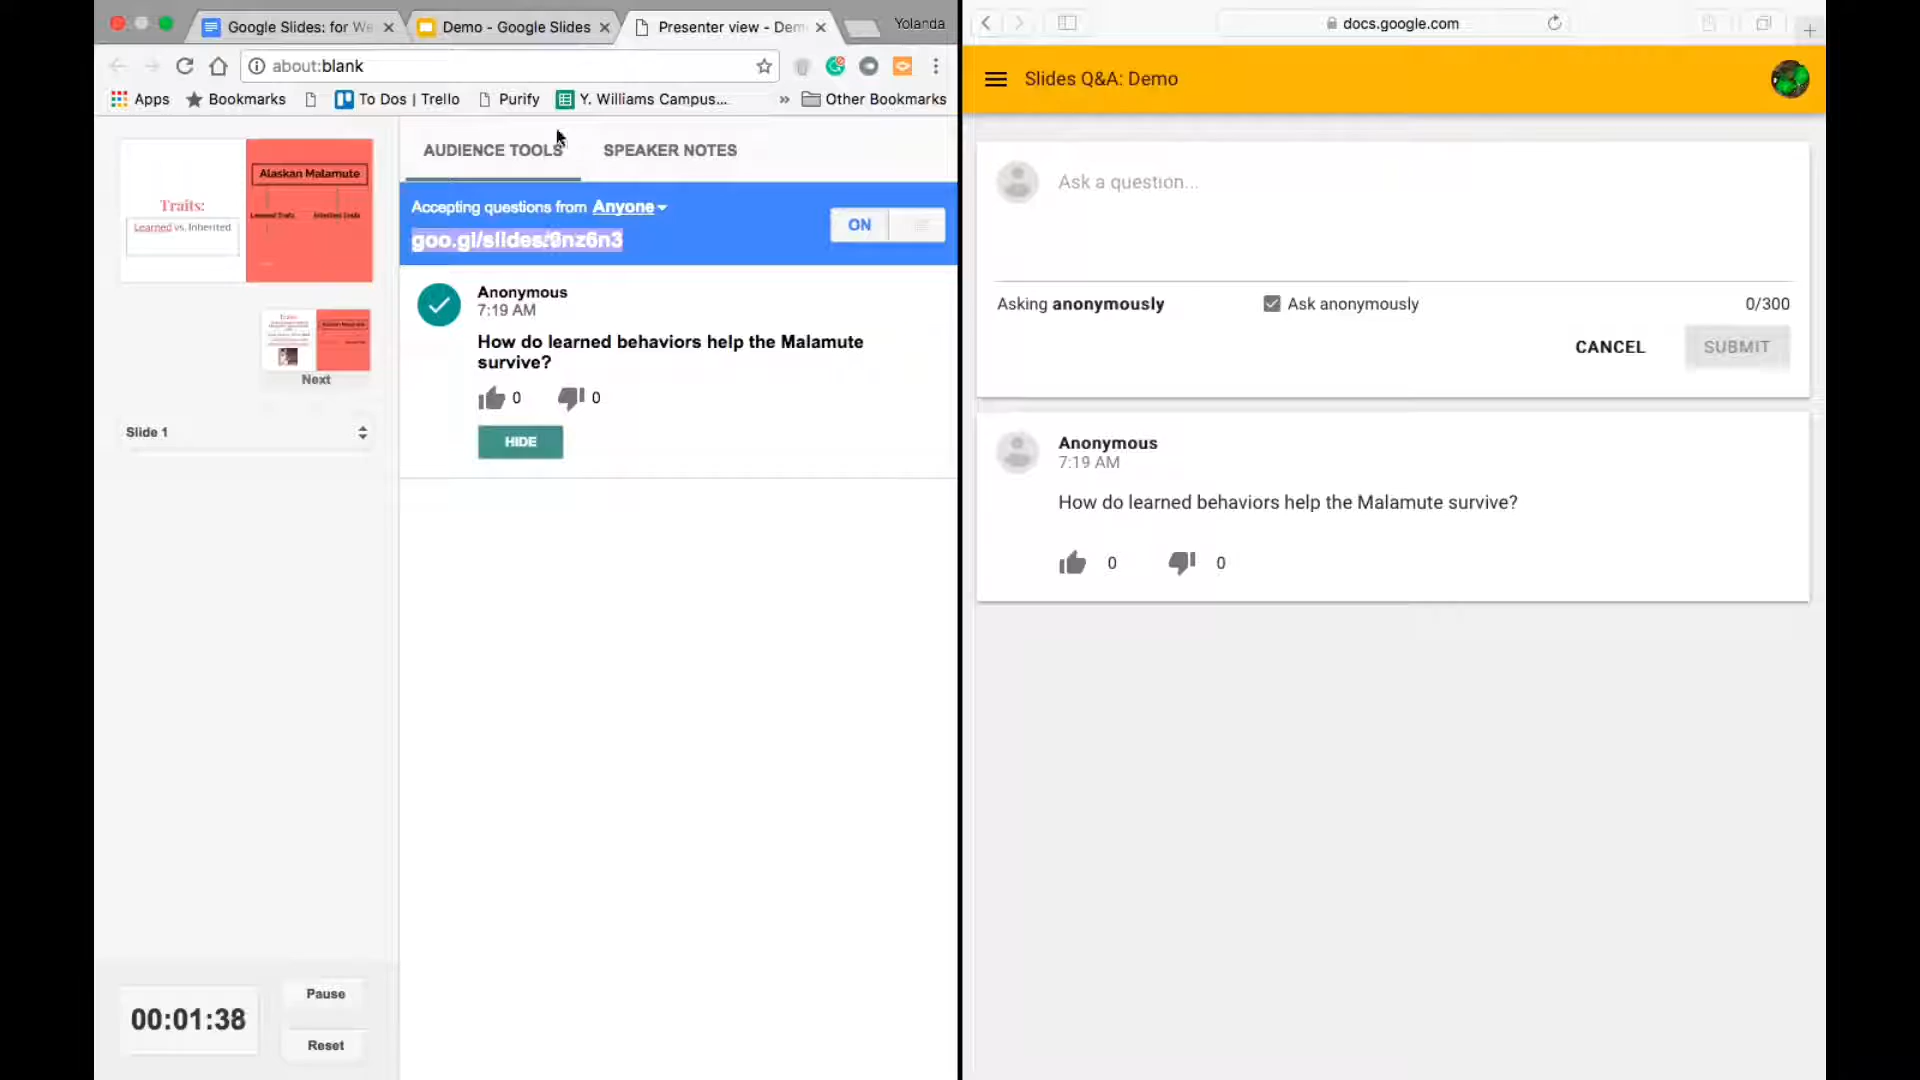 Google Slides: for We
Demo - Google Slides
Presenter view - Dem
Yolanda
about:blank
Apps
Bookmarks
To Dos | Trello
Purify
Y. Williams Campus...
»
Other Bookmarks
Traits:
Learned vs. Inherited
Alaskan Malamute
Learned Traits
Inherited Traits
Next
Slide 1
00:01:38
Pause
Reset
AUDIENCE TOOLS
SPEAKER NOTES
Accepting questions from Anyone
ON
Anonymous
7:19 AM
How do learned behaviors help the Malamute
survive?
0 0
HIDE
docs.google.com
Slides Q&A: Demo
Ask a question...
Asking anonymously
Ask anonymously
0/300
CANCEL
SUBMIT
Anonymous
7:19 AM
How do learned behaviors help the Malamute survive?
0 0